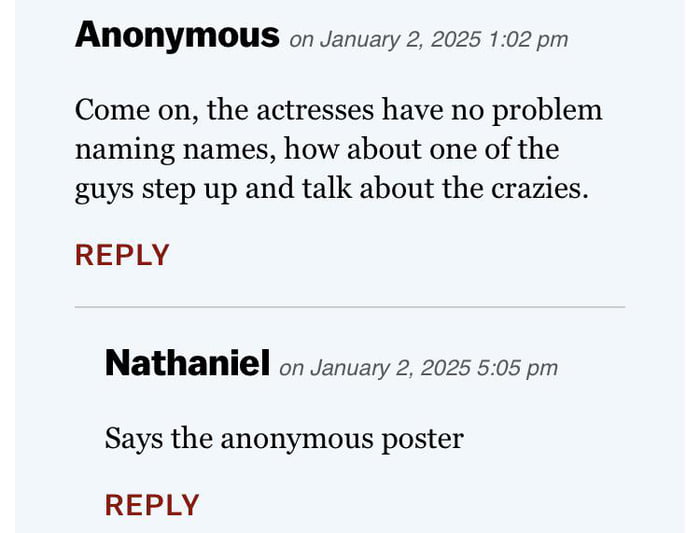 Anonymous on January 2, 2025 1:02 pm
Come on, the actresses have no problem
naming names, how about one of the
guys step up and talk about the crazies.
REPLY
Nathaniel on January 2, 2025 5:05 pm
Says the anonymous poster
REPLY